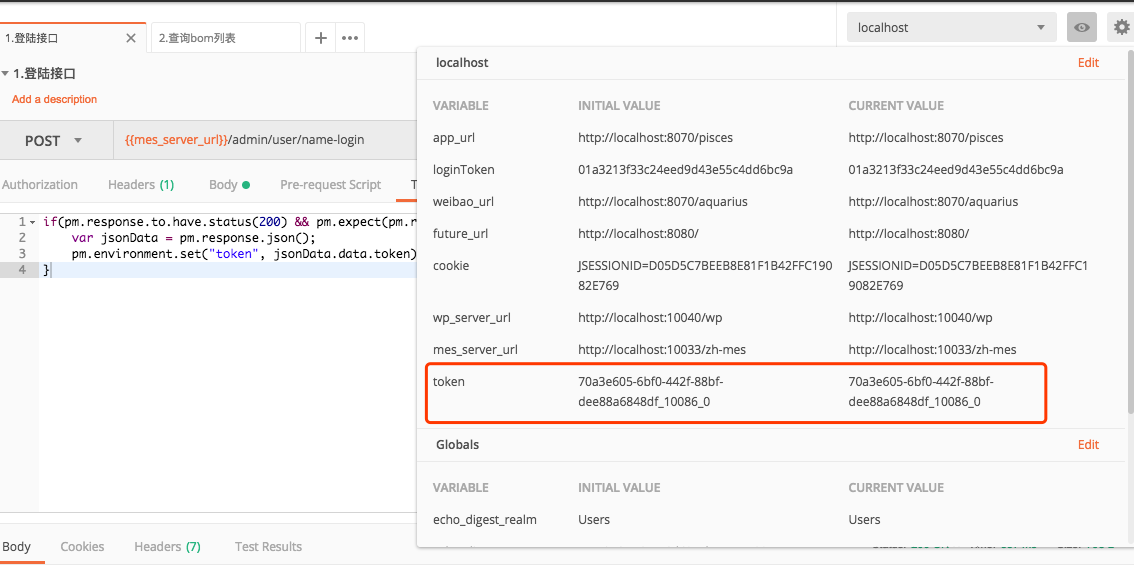 1.登陆接口
2.查询bom列表
localhost
1.登陆接口
Add a description
POST {{mes_server_url}}/admin/user/name-login
Authorization Headers (1) Body Pre-request Script
1 if(pm.response.to.have.status(200) && pm.expect(pm.r
2 var jsonData = pm.response.json();
3 pm.environment.set("token", jsonData.data.token)
4 }
localhost Edit
VARIABLE INITIAL VALUE CURRENT VALUE
app_url http://localhost:8070/pisces http://localhost:8070/pisces
loginToken 01a3213f33c24eed9d43e55c4dd6bc9a 01a3213f33c24eed9d43e55c4dd6bc9a
weibao_url http://localhost:8070/aquarius http://localhost:8070/aquarius
future_url http://localhost:8080/ http://localhost:8080/
cookie JSESSIONID=D05D5C7BEEB8E81F1B42FFC190 JSESSIONID=D05D5C7BEEB8E81F1B42FFC1
82E769 9082E769
wp_server_url http://localhost:10040/wp http://localhost:10040/wp
mes_server_url http://localhost:10033/zh-mes http://localhost:10033/zh-mes
token 70a3e605-6bf0-442f-88bf- 70a3e605-6bf0-442f-88bf-
dee88a6848df_10086_0 dee88a6848df_10086_0
Globals Edit
VARIABLE INITIAL VALUE CURRENT VALUE
echo_digest_realm Users Users
Body Cookies Headers (7) Test Results